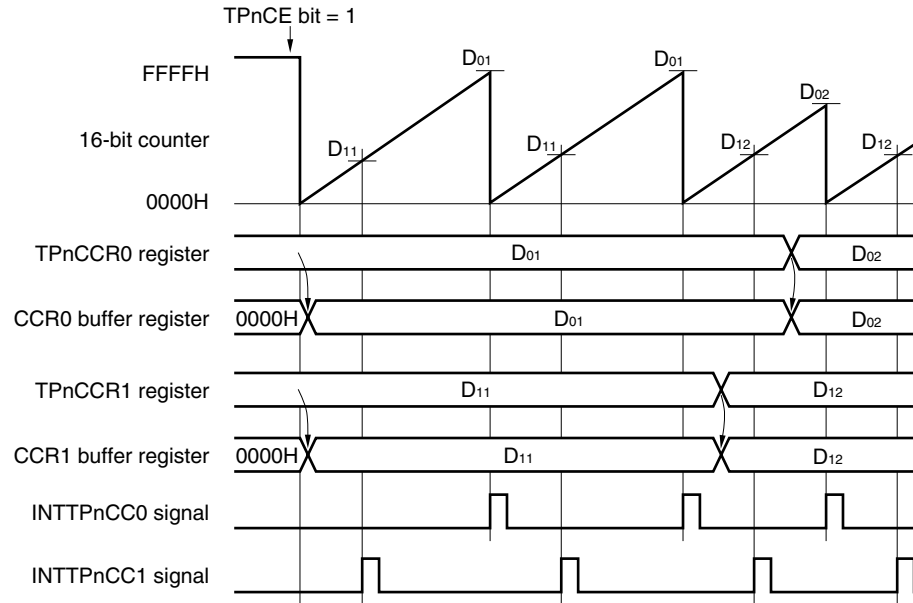 TPnCE bit = 1
FFFFH
D01
D01
D02
16-bit counter
D11
D11
D12
D12
0000H
TPnCCR0 register
D01
D02
CCR0 buffer register
0000H
D01
D02
TPnCCR1 register
D11
D12
CCR1 buffer register
0000H
D11
D12
INTTPnCC0 signal
INTTPnCC1 signal